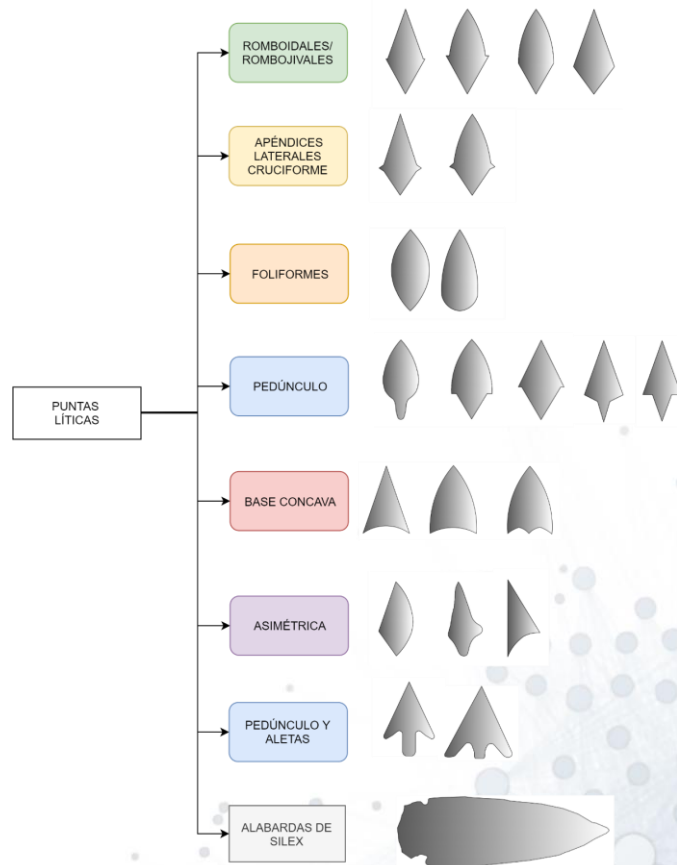 ROMBOIDALES/
ROMBOJIVALES
APÉNDICES
LATERALES
CRUCIFORME
FOLIFORMES
PEDÚNCULO
PUNTAS
LÍTICAS
BASE CONCAVA
ASIMÉTRICA
PEDÚNCULO Y
ALETAS
ALABARDAS DE
SILEX